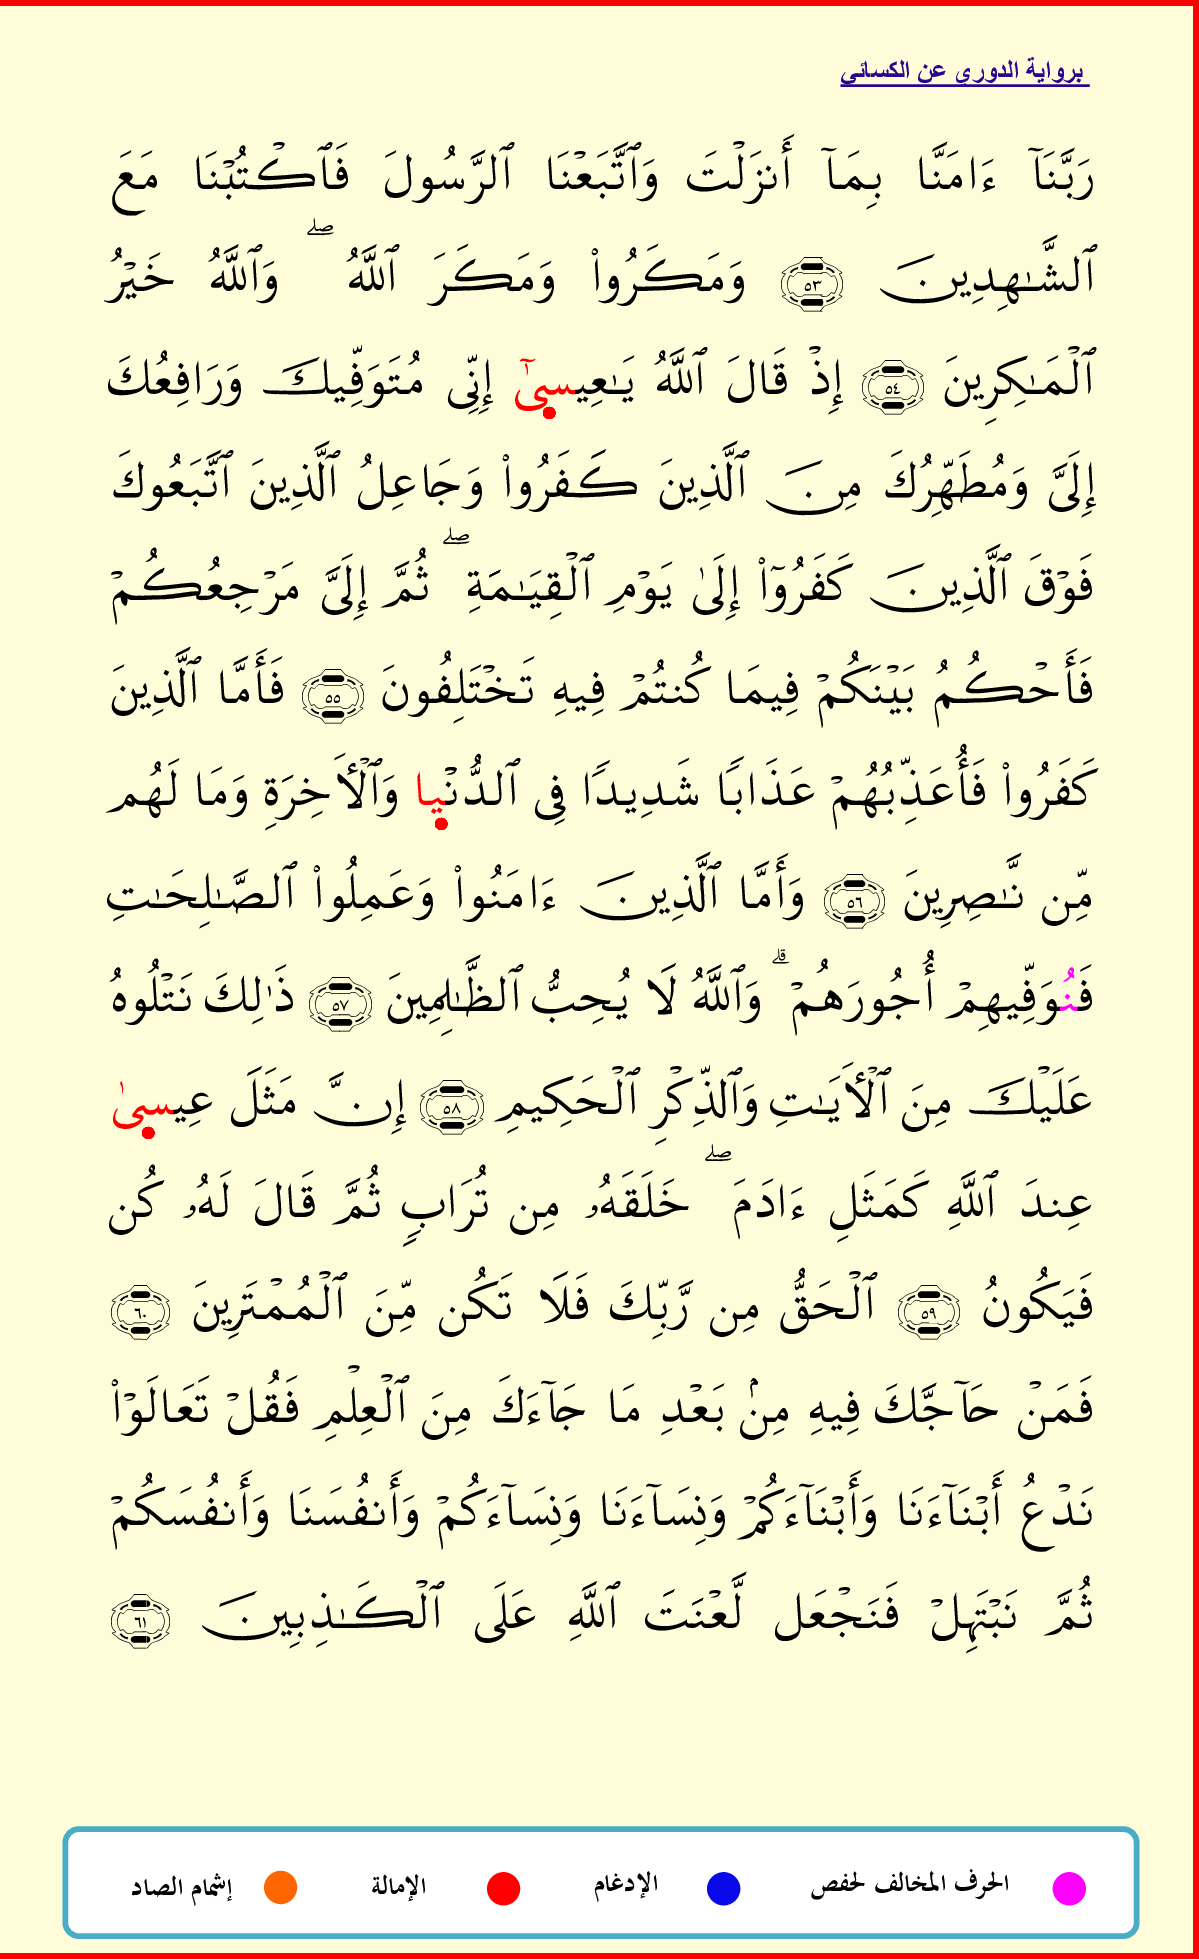 برواية الدوري عن الكسائي
رَبَّنَآ ءَامَنَّا بِمَآ أَنزَلۡتَ وَٱتَّبَعۡنَا ٱلرَّسُولَ فَٱكۡتُبۡنَا مَعَ
ٱلشَّٰهِدِينَ ٥٣ وَمَكَرُواْ وَمَكَرَ ٱللَّهُۖ وَٱللَّهُ خَيۡرُ
ٱلۡمَٰكِرِينَ ٥٤ إِذۡ قَالَ ٱللَّهُ يَٰعِيسىٰٓ إِنِّي مُتَوَفِّيكَ وَرَافِعُكَ
إِلَيَّ وَمُطَهِّرُكَ مِنَ ٱلَّذِينَ كَفَرُواْ وَجَاعِلُ ٱلَّذِينَ ٱتَّبَعُوكَ
فَوۡقَ ٱلَّذِينَ كَفَرُوٓاْ إِلَىٰ يَوۡمِ ٱلۡقِيَٰمَةِۖ ثُمَّ إِلَيَّ مَرۡجِعُكُمۡ
فَأَحۡكُمُ بَيۡنَكُمۡ فِيمَا كُنتُمۡ فِيهِ تَخۡتَلِفُونَ ٥٥ فَأَمَّا ٱلَّذِينَ
كَفَرُواْ فَأُعَذِّبُهُمۡ عَذَابٗا شَدِيدٗا فِي ٱلدُّنۡيا وَٱلۡأٓخِرَةِ وَمَا لَهُم
مِّن نَّٰصِرِينَ ٥٦ وَأَمَّا ٱلَّذِينَ ءَامَنُواْ وَعَمِلُواْ ٱلصَّٰلِحَٰتِ
فَنُوَفِّيهِمۡ أُجُورَهُمۡۗ وَٱللَّهُ لَا يُحِبُّ ٱلظَّٰلِمِينَ ٥٧ ذَٰلِكَ نَتۡلُوهُ
عَلَيۡكَ مِنَ ٱلۡأٓيَٰتِ وَٱلذِّكۡرِ ٱلۡحَكِيمِ ٥٨ إِنَّ مَثَلَ عِيسىٰ
عِندَ ٱللَّهِ كَمَثَلِ ءَادَمَۖ خَلَقَهُۥ مِن تُرَابٖ ثُمَّ قَالَ لَهُۥ كُن
فَيَكُونُ ٥٩ ٱلۡحَقُّ مِن رَّبِّكَ فَلَا تَكُن مِّنَ ٱلۡمُمۡتَرِينَ ٦٠
فَمَنۡ حَآجَّكَ فِيهِ مِنۢ بَعۡدِ مَا جَآءَكَ مِنَ ٱلۡعِلۡمِ فَقُلۡ تَعَالَوۡاْ
نَدۡعُ أَبۡنَآءَنَا وَأَبۡنَآءَكُمۡ وَنِسَآءَنَا وَنِسَآءَكُمۡ وَأَنفُسَنَا وَأَنفُسَكُمۡ
ثُمَّ نَبۡتَهِلۡ فَنَجۡعَل لَّعۡنَتَ ٱللَّهِ عَلَى ٱلۡكَٰذِبِينَ ٦١
الحرف المخالف لحفص الإدغام الإمالة إشمام الصاد